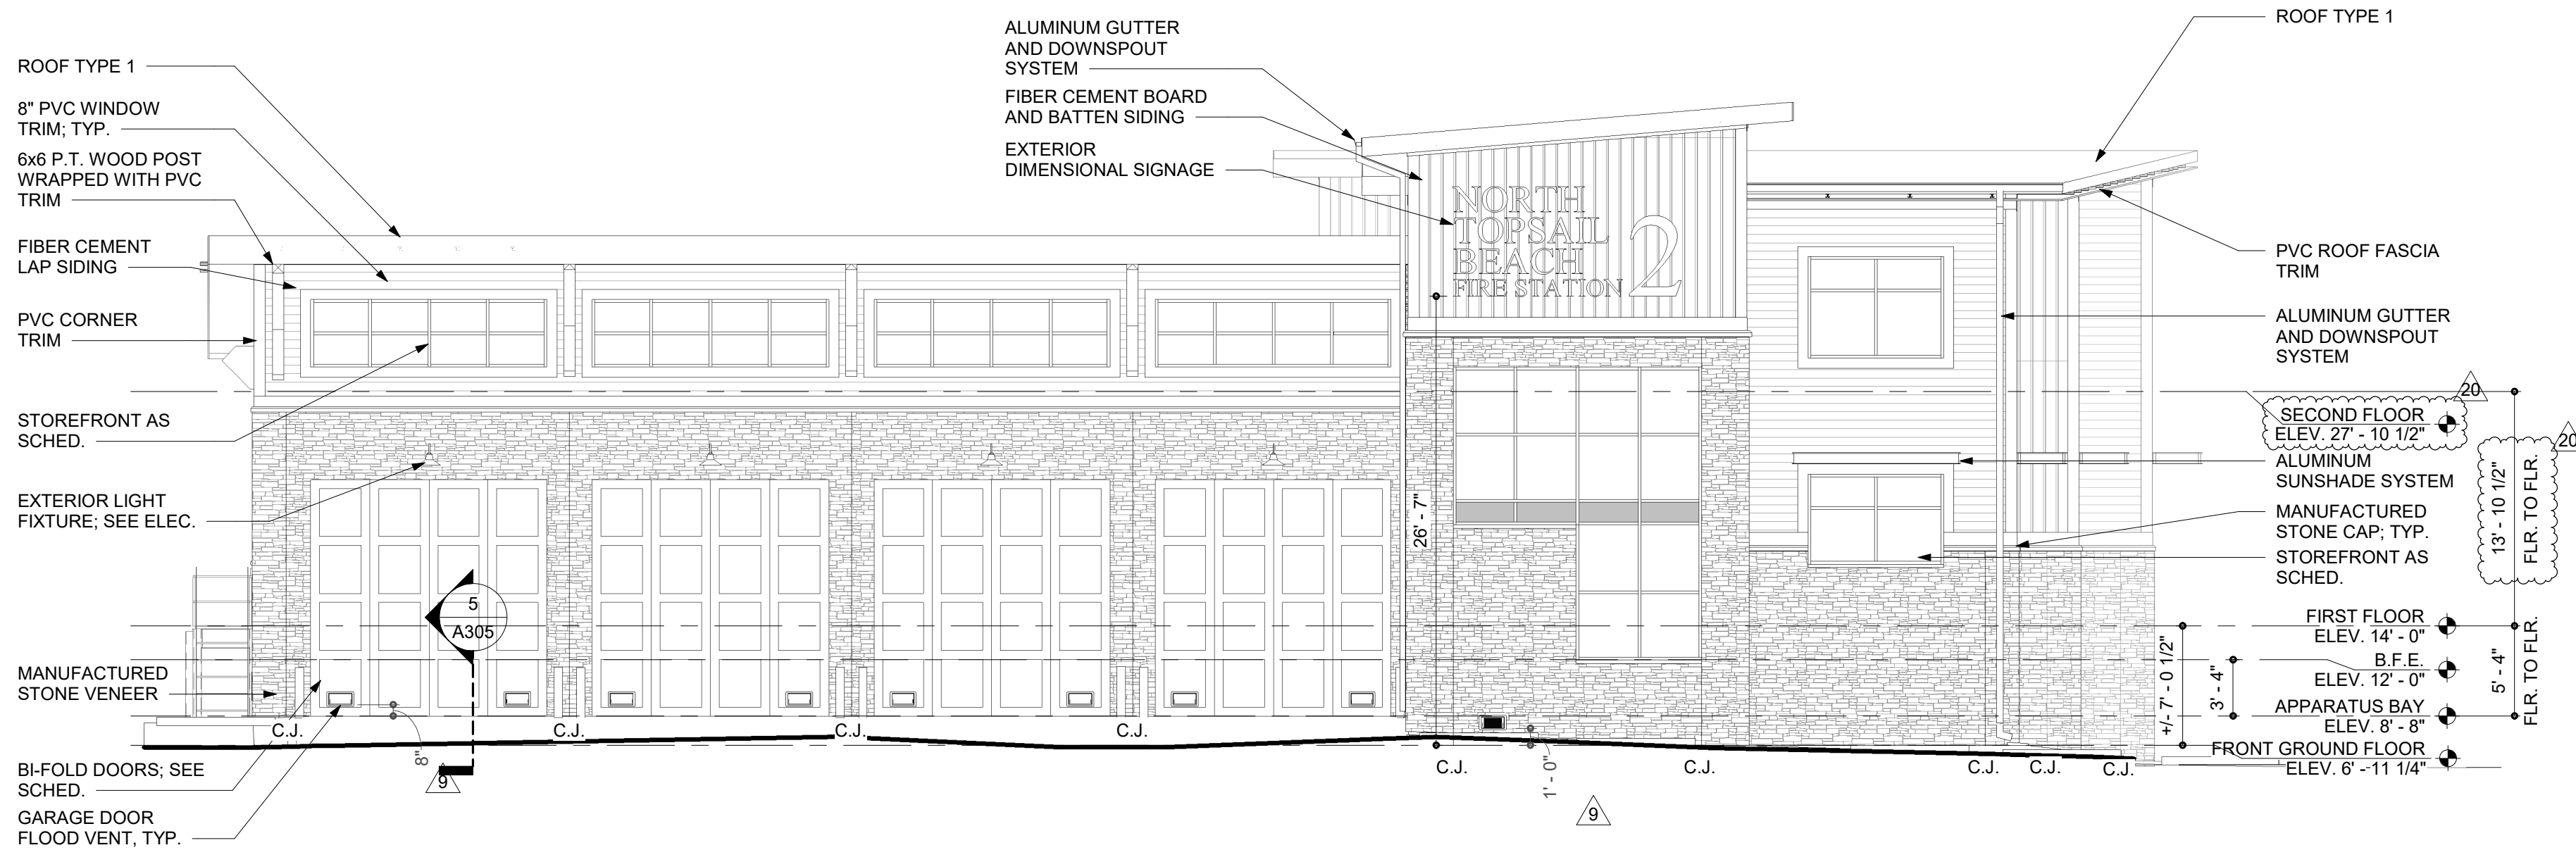 ROOF TYPE 1
8" PVC WINDOW
TRIM; TYP.
6x6 P.T. WOOD POST
WRAPPED WITH PVC
TRIM
FIBER CEMENT
LAP SIDING
PVC CORNER
TRIM
STOREFRONT AS
SCHED.
EXTERIOR LIGHT
FIXTURE; SEE ELEC.
MANUFACTURED
STONE VENEER
BI-FOLD DOORS; SEE
SCHED.
GARAGE DOOR
FLOOD VENT, TYP.
ALUMINUM GUTTER
AND DOWNSPOUT
SYSTEM
FIBER CEMENT BOARD
AND BATTEN SIDING
EXTERIOR
DIMENSIONAL SIGNAGE
NORTH
TOPSAIL
BEACH
FIRE STATION
2
5
A305
C.J.
C.J.
C.J.
C.J.
8"
9
26' - 7"
C.J.
1' - 0"
9
C.J.
C.J.
C.J.
C.J.
ROOF TYPE 1
PVC ROOF FASCIA
TRIM
ALUMINUM GUTTER
AND DOWNSPOUT
SYSTEM
20
SECOND FLOOR
ELEV. 27' - 10 1/2"
20
ALUMINUM
SUNSHADE SYSTEM
MANUFACTURED
STONE CAP; TYP.
STOREFRONT AS
SCHED.
13' - 10 1/2"
FLR. TO FLR.
FIRST FLOOR
ELEV. 14' - 0"
B.F.E.
ELEV. 12' - 0"
APPARATUS BAY
ELEV. 8' - 8"
FRONT GROUND FLOOR
ELEV. 6' - 11 1/4"
+/- 7' - 0 1/2"
3' - 4"
5' - 4"
FLR. TO FLR.